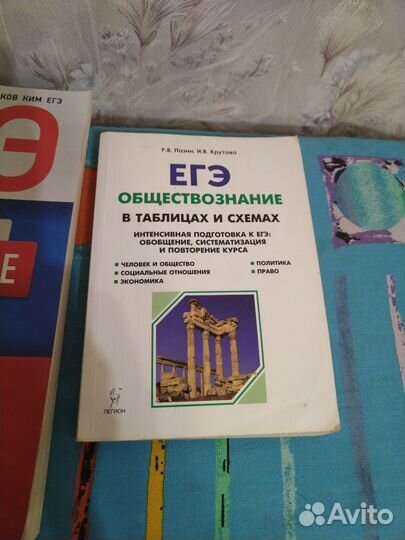 КОВ КИМ ЕГЭ
Э
Е
Р.В. Пазин, И.В. Крутова
ЕГЭ
ОБЩЕСТВОЗНАНИЕ
В ТАБЛИЦАХ И СХЕМАХ
ИНТЕНСИВНАЯ ПОДГОТОВКА К ЕГЭ:
ОБОБЩЕНИЕ, СИСТЕМАТИЗАЦИЯ
И ПОВТОРЕНИЕ КУРСА
ЧЕЛОВЕК И ОБЩЕСТВО
СОЦИАЛЬНЫЕ ОТНОШЕНИЯ
ЭКОНОМИКА
ПОЛИТИКА
ПРАВО
ЛЕГИОН
Avito